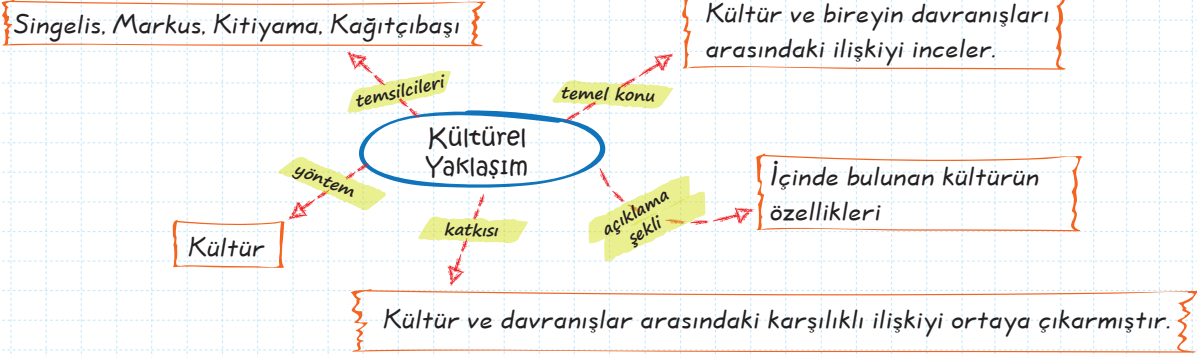 Singelis, Markus, Kitiyama, Kağıtçıbaşı
Kültür ve bireyin davranışları
arasındaki ilişkiyi inceler.
temsilcileri
temel konu
Kültürel
Yaklaşım
yöntem
Kültür
katkısı
açıklama
şekli
İçinde bulunan kültürün
özellikleri
Kültür ve davranışlar arasındaki karşılıklı ilişkiyi ortaya çıkarmıştır.